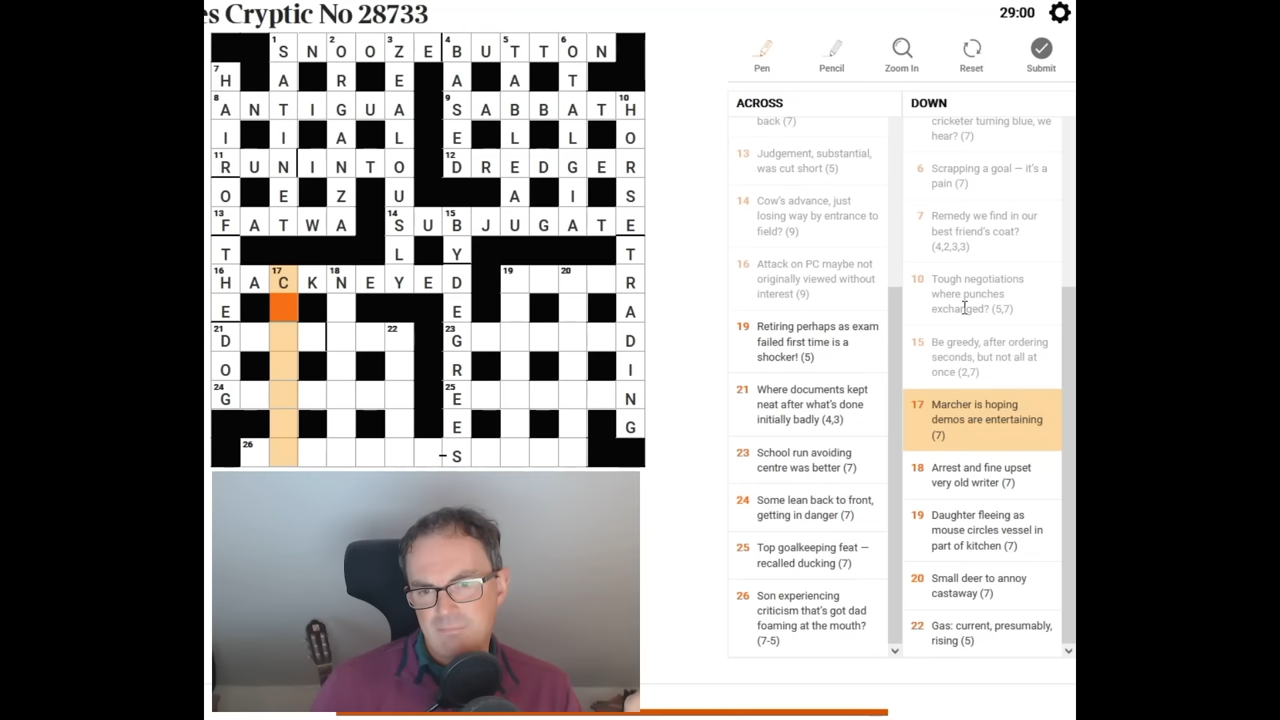 es Cryptic No 28733
29:00
Pen
Pencil
Zoom In
Reset
Submit
1 S N 2 O O 3 Z E 4 B U 5 T T 6 O N
7 H A R E A A T
8 A N T I G U A 9 S A B B A T 10 H
I I A L E L L O
11 R U N I N T O 12 D R E D G E R
O E Z U A I S
13 F A T W A 14 S U 15 B J U G A T E
T L Y T
16 H A 17 C K 18 N E Y E D 19 20 R
E E A
21 D 22 23 G D
O R I
24 G 25 E N
E G
26 – S
ACROSS
back (7)
13 Judgement, substantial,
was cut short (5)
14 Cow's advance, just
losing way by entrance to
field? (9)
16 Attack on PC maybe not
originally viewed without
interest (9)
19 Retiring perhaps as exam
failed first time is a
shocker! (5)
21 Where documents kept
neat after what's done
initially badly (4,3)
23 School run avoiding
centre was better (7)
24 Some lean back to front,
getting in danger (7)
25 Top goalkeeping feat —
recalled ducking (7)
26 Son experiencing
criticism that's got dad
foaming at the mouth?
(7-5)
DOWN
cricketer turning blue, we
hear? (7)
6 Scrapping a goal — it's a
pain (7)
7 Remedy we find in our
best friend's coat?
(4,2,3,3)
10 Tough negotiations
where punches
exchanged? (5,7)
15 Be greedy, after ordering
seconds, but not all at
once (2,7)
17 Marcher is hoping
demos are entertaining
(7)
18 Arrest and fine upset
very old writer (7)
19 Daughter fleeing as
mouse circles vessel in
part of kitchen (7)
20 Small deer to annoy
castaway (7)
22 Gas: current, presumably,
rising (5)